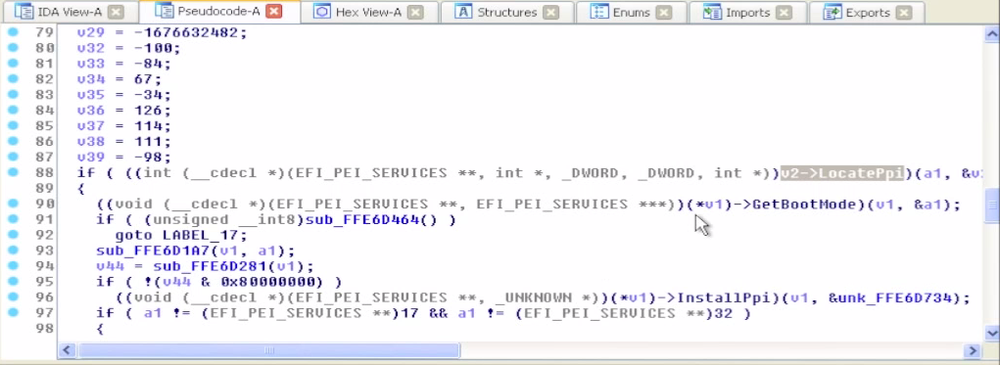 IDA View-A Pseudocode-A Hex View-A Structures Enums Imports Exports
79 v29 = -1676632482;
80 v32 = -100;
81 v33 = -84;
82 v34 = 67;
83 v35 = -34;
84 v36 = 126;
85 v37 = 114;
86 v38 = 111;
87 v39 = -98;
88 if ( ((int (__cdecl *)(EFI_PEI_SERVICES **, int *, _DWORD, _DWORD, int *))v2->LocatePpi)(a1, &v
89 {
90 ((void (__cdecl *)(EFI_PEI_SERVICES **, EFI_PEI_SERVICES ***))(*v1)->GetBootMode)(v1, &a1);
91 if ( (unsigned __int8)sub_FFE6D464() )
92 goto LABEL_17;
93 sub_FFE6D1A7(v1, a1);
94 v44 = sub_FFE6D281(v1);
95 if ( !(v44 & 0x80000000) )
96 ((void (__cdecl *)(EFI_PEI_SERVICES **, _UNKNOWN *))(*v1)->InstallPpi)(v1, &unk_FFE6D734);
97 if ( a1 != (EFI_PEI_SERVICES **)17 && a1 != (EFI_PEI_SERVICES **)32 )
98 {